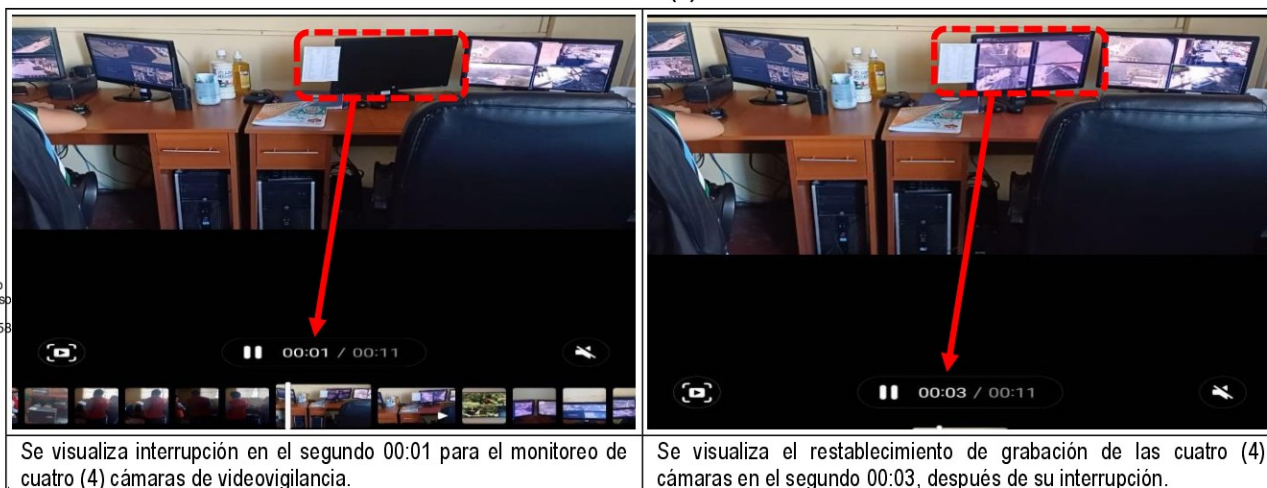 00:01 / 00:11
00:03 / 00:11
Se visualiza interrupción en el segundo 00:01 para el monitoreo de
cuatro (4) cámaras de videovigilancia.
Se visualiza el restablecimiento de grabación de las cuatro (4)
cámaras en el segundo 00:03, después de su interrupción.